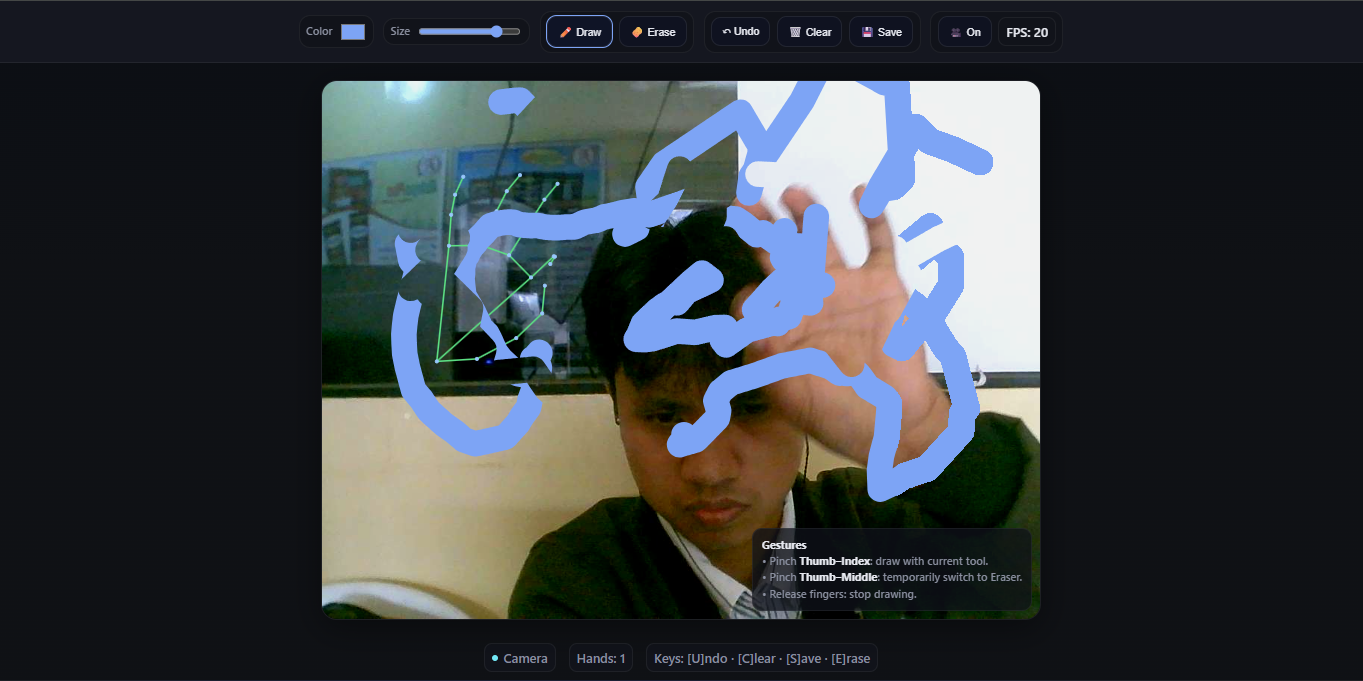 Color
Size
Draw
Erase
Undo
Clear
Save
On
FPS: 20
Gestures
• Pinch Thumb–Index: draw with current tool.
• Pinch Thumb–Middle: temporarily switch to Eraser.
• Release fingers: stop drawing.
Camera
Hands: 1
Keys: [U]ndo · [C]lear · [S]ave · [E]rase